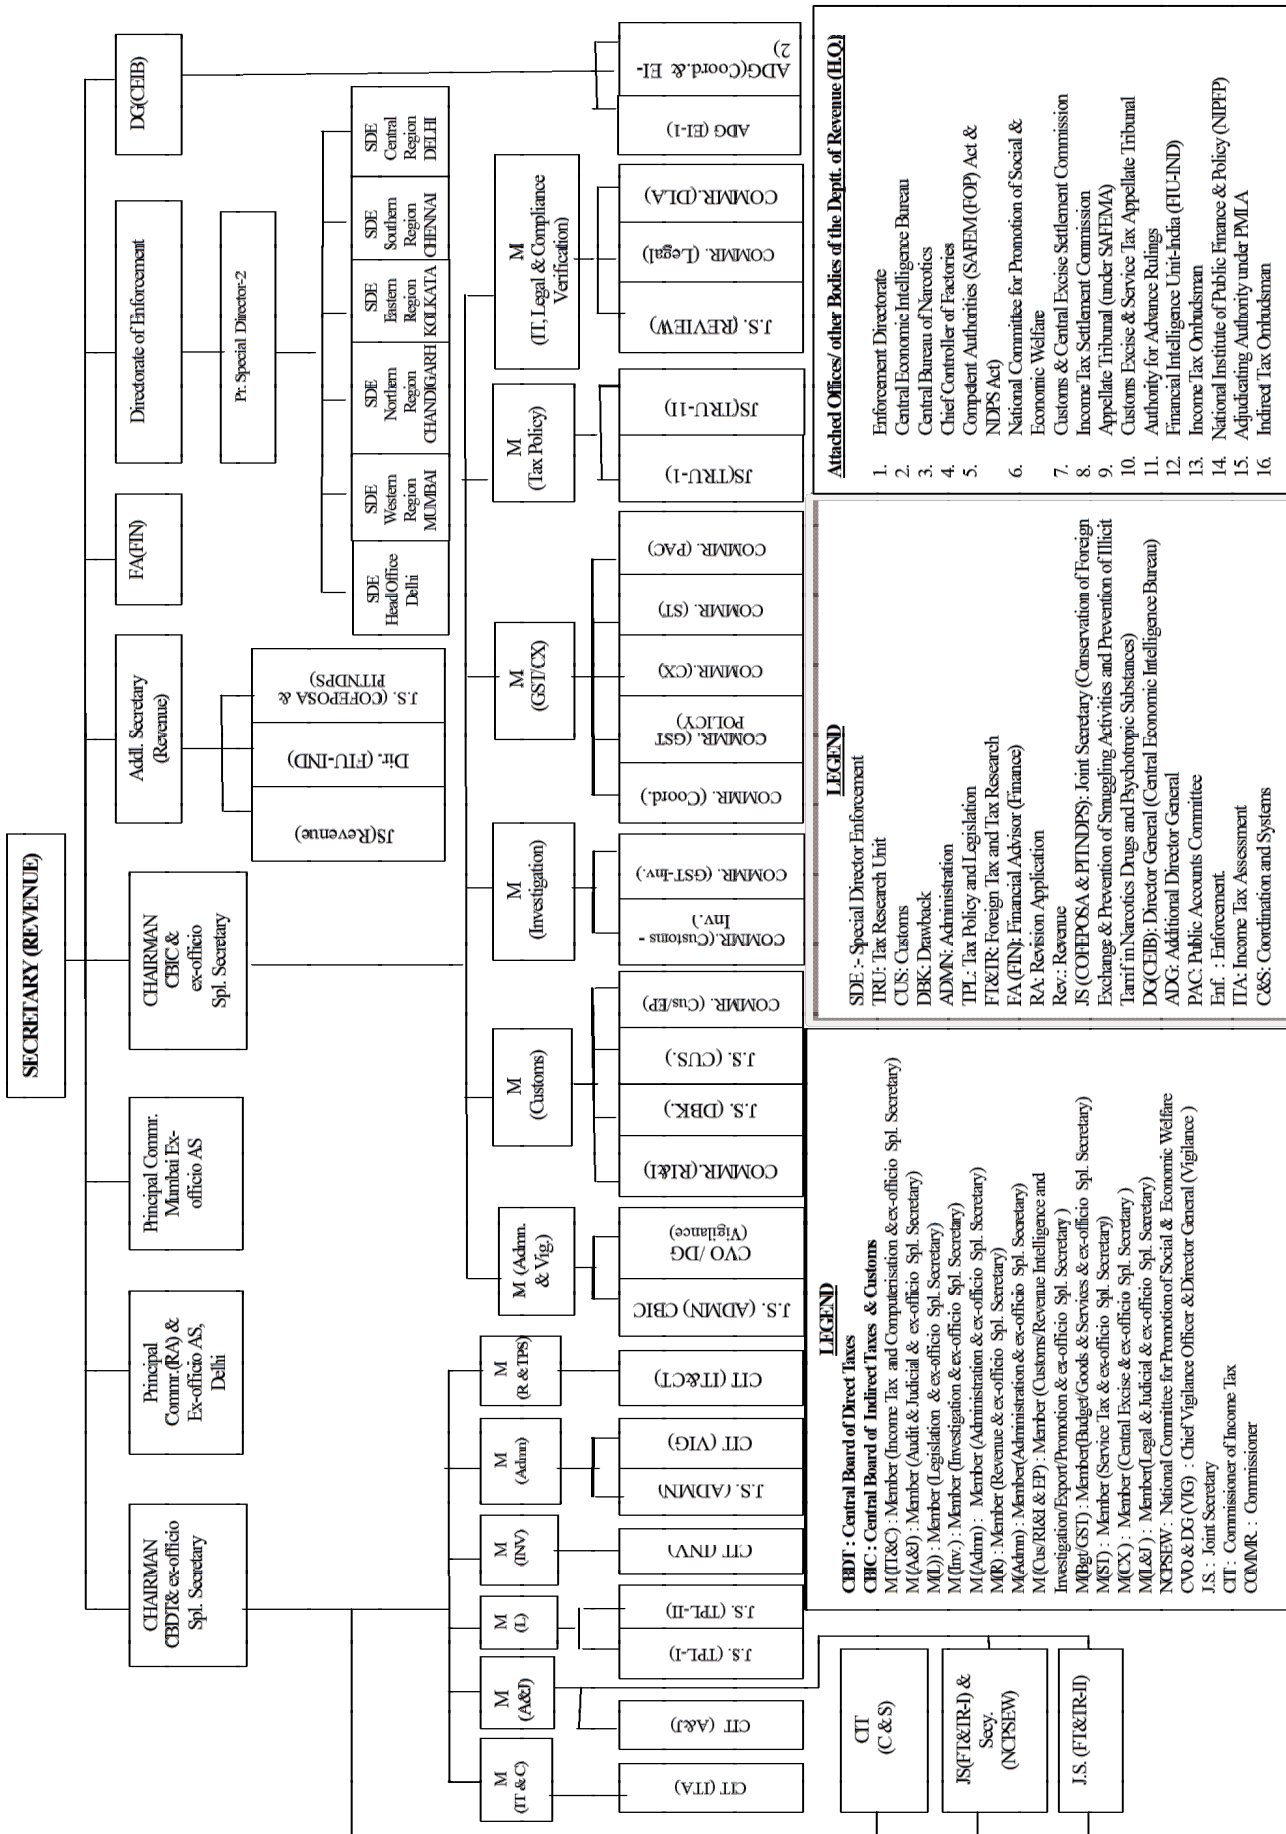 SECRETARY (REVENUE)
CHAIRMAN
CBDT& ex-officio
Spl. Secretary
Principal
Commr.(RA) &
Ex-officio AS,
Delhi
Principal Commr.
Mumbai Ex-
officio AS
CHAIRMAN
CBIC &
ex-officio
Spl. Secretary
Addl. Secretary
(Revenue)
FA(FIN)
Directorate of Enforcement
DG(CEIB)
JS(Revenue)
Dir. (FIU-IND)
J.S. (COFEPOSA &
PITNDPS)
Pr. Special Director-2
SDE
Head Office
Delhi
SDE
Western
Region
MUMBAI
SDE
Northern
Region
CHANDIGARH
SDE
Eastern
Region
KOLKATA
SDE
Southern
Region
CHENNAI
SDE
Central
Region
DELHI
M
(IT & C)
M
(A&J)
M
(L)
M
(INV)
M
(Admn)
M
(R & TPS)
M (Admn.
& Vig.)
M
(Customs)
M
(Investigation)
M
(GST/CX)
M
(Tax Policy)
M
(IT, Legal & Compliance
Verification)
CIT (ITA)
CIT (A&J)
J.S. (TPL-I)
J.S. (TPL-II)
CIT (INV)
J.S. (ADMN)
CIT (VIG)
CIT (IT&CT)
J.S. (ADMN) CBIC
CVO /DG
(Vigilance)
COMMR.(RI&I)
J.S. (DBK.)
J.S. (CUS.)
COMMR. (Cus/EP)
COMMR.(Customs -
Inv.)
COMMR. (GST-Inv.)
COMMR. (Coord.)
COMMR. (GST
POLICY)
COMMR.(CX)
COMMR. (ST)
COMMR. (PAC)
JS(TRU-1)
JS(TRU-II)
J.S. (REVIEW)
COMMR. (Legal)
COMMR.(DLA)
ADG (EI-1)
ADG(Coord.& EI-
2)
CIT
(C & S)
JS(FT&TR-I) &
Secy.
(NCPSEW)
J.S. (FT&TR-II)
LEGEND
CBDT : Central Board of Direct Taxes
CBIC : Central Board of Indirect Taxes & Customs
M (IT&C) : Member (Income Tax and Computerisation & ex-officio Spl. Secretary)
M (A&J) : Member (Audit & Judicial & ex-officio Spl. Secretary)
M(L)) : Member (Legislation & ex-officio Spl. Secretary)
M (Inv.) : Member (Investigation & ex-officio Spl. Secretary)
M (Admn) : Member (Administration & ex-officio Spl. Secretary)
M(R) : Member (Revenue & ex-officio Spl. Secretary)
M(Admn) : Member(Administration & ex-officio Spl. Secretary)
M (Cus/RI&I & EP) : Member (Customs/Revenue Intelligence and
Investigation/Export/Promotion & ex-officio Spl. Secretary )
M(Bgt/GST) : Member(Budget/Goods & Services & ex-officio Spl. Secretary)
M(ST) : Member (Service Tax & ex-officio Spl. Secretary)
M(CX ) : Member (Central Excise & ex-officio Spl. Secretary )
M(L&J ) : Member(Legal & Judicial & ex-officio Spl. Secretary)
NCPSEW : National Committee for Promotion of Social & Economic Welfare
CVO & DG (VIG) : Chief Vigilance Officer & Director General (Vigilance )
J.S. : Joint Secretary
CIT : Commissioner of Income Tax
COMMR. : Commissioner
LEGEND
SDE :- Special Director Enforcement
TRU: Tax Research Unit
CUS: Customs
DBK: Drawback
ADMN: Administration
TPL: Tax Policy and Legislation
FT&TR: Foreign Tax and Tax Research
FA (FIN): Financial Advisor (Finance)
RA: Revision Application
Rev.: Revenue
JS (COFEPOSA & PITNDPS): Joint Secretary (Conservation of Foreign
Exchange & Prevention of Smuggling Activities and Prevention of Illicit
Tarrif in Narcotics Drugs and Psychotropic Substances)
DG(CEIB): Director General (Central Economic Intelligence Bureau)
ADG: Additional Director General
PAC: Public Accounts Committee
Enf. : Enforcement.
ITA: Income Tax Assessment
C&S: Coordination and Systems
Attached Offices/ other Bodies of the Deptt. of Revenue (H.Q.)
1. Enforcement Directorate
2. Central Economic Intelligence Bureau
3. Central Bureau of Narcotics
4. Chief Controller of Factories
5. Competent Authorities (SAFEM (FOP) Act &
NDPS Act)
6. National Committee for Promotion of Social &
Economic Welfare
7. Customs & Central Excise Settlement Commission
8. Income Tax Settlement Commission
9. Appellate Tribunal (under SAFEMA)
10. Customs Excise & Service Tax Appellate Tribunal
11. Authority for Advance Rulings
12. Financial Intelligence Unit-India (FIU-IND)
13. Income Tax Ombudsman
14. National Institute of Public Finance & Policy (NIPFP)
15. Adjudicating Authority under PMLA
16. Indirect Tax Ombudsman